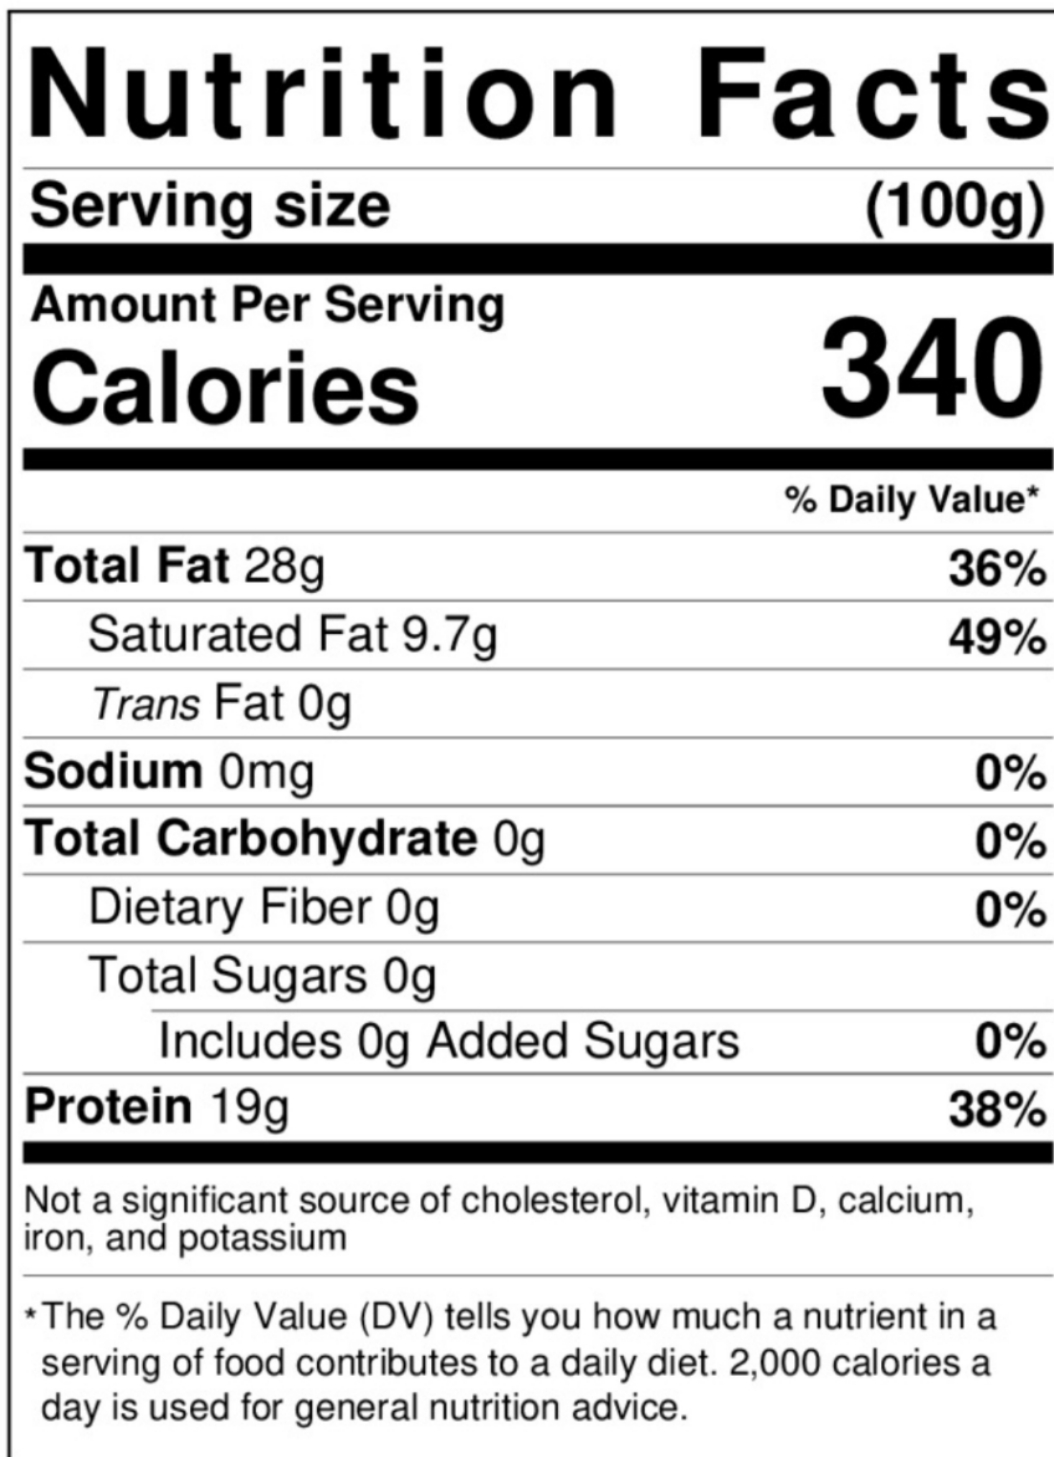 Nutrition Facts
Serving size (100g)
Amount Per Serving
Calories 340
% Daily Value*
Total Fat 28g 36%
Saturated Fat 9.7g 49%
Trans Fat 0g
Sodium 0mg 0%
Total Carbohydrate 0g 0%
Dietary Fiber 0g 0%
Total Sugars 0g
Includes 0g Added Sugars 0%
Protein 19g 38%
Not a significant source of cholesterol, vitamin D, calcium,
iron, and potassium
*The % Daily Value (DV) tells you how much a nutrient in a
serving of food contributes to a daily diet. 2,000 calories a
day is used for general nutrition advice.